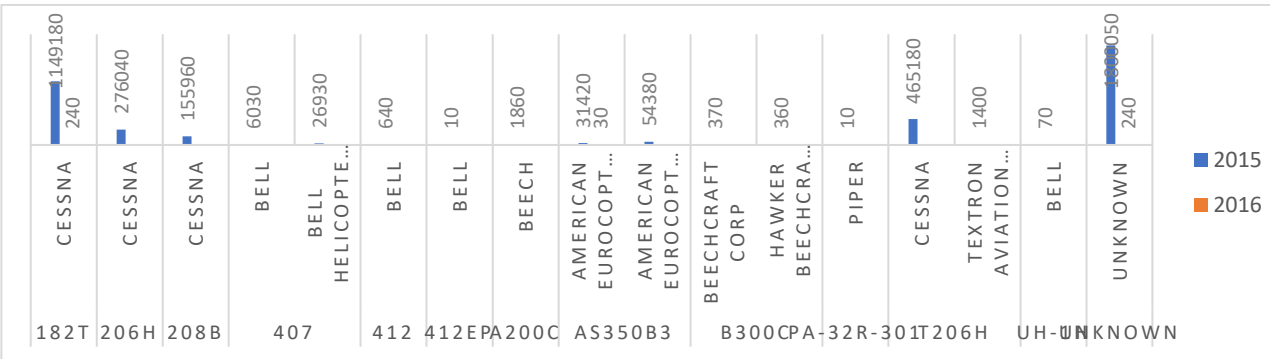 1149180
240
276040
155960
6030
26930
640
10
1860
31420
30
54380
370
360
10
465180
1400
70
240
CESSNA
CESSNA
CESSNA
BELL
BELL
HELICOPTE...
BELL
BELL
BEECH
AMERICAN
EUROCOPT...
AMERICAN
EUROCOPT...
BEECHCRAFT
CORP
HAWKER
BEECHCRA...
PIPER
CESSNA
TEXTRON
AVIATION...
BELL
UNKNOWN
182T
206H
208B
407
412
412EP
A200C
AS350B3
B300C
PA-32R-301T
T206H
UNKNOWN
2015
2016